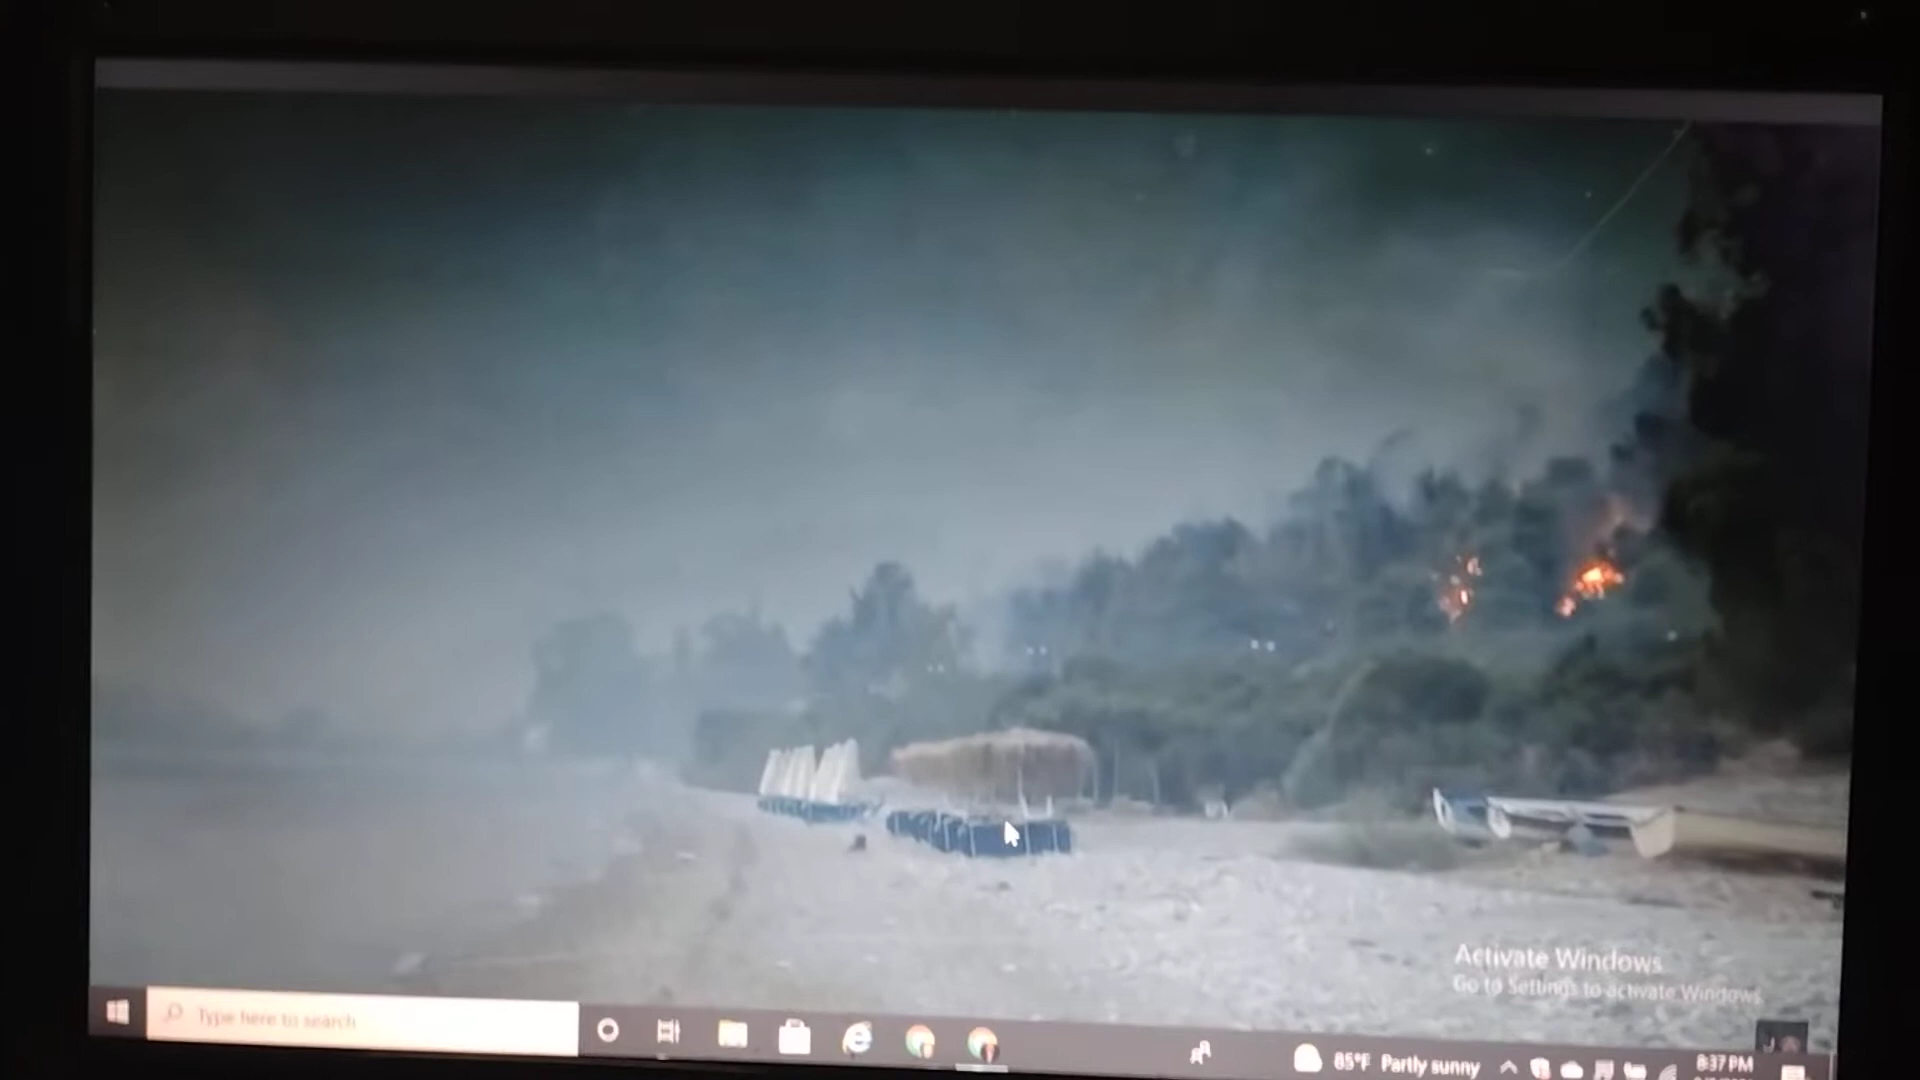 Activate Windows
Go to Settings to activate Windows.
Type here to search
85°F Partly sunny
8:37 PM